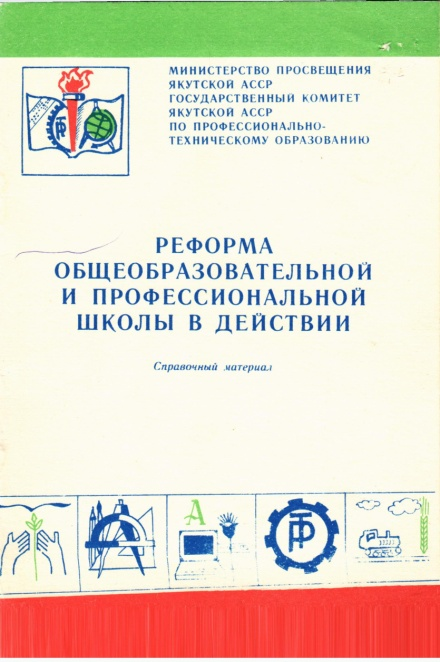 МИНИСТЕРСТВО ПРОСВЕЩЕНИЯ
ЯКУТСКОЙ АССР
ГОСУДАРСТВЕННЫЙ КОМИТЕТ
ЯКУТСКОЙ АССР
ПО ПРОФЕССИОНАЛЬНО-
ТЕХНИЧЕСКОМУ ОБРАЗОВАНИЮ
РЕФОРМА
ОБЩЕОБРАЗОВАТЕЛЬНОЙ
И ПРОФЕССИОНАЛЬНОЙ
ШКОЛЫ В ДЕЙСТВИИ
Справочный материал
А
ТР